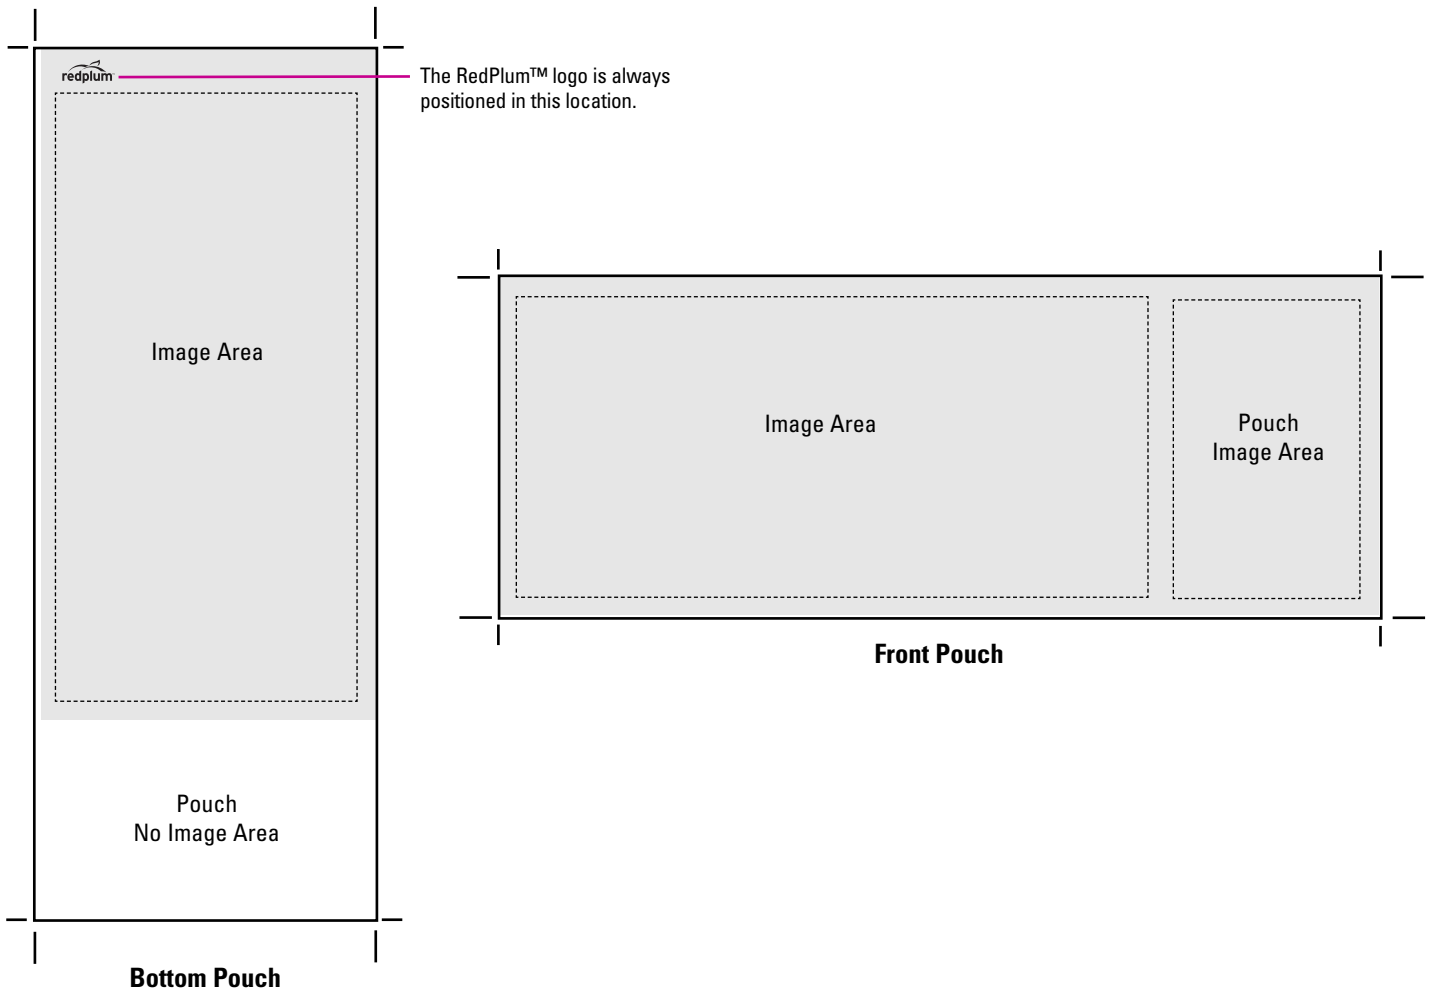 redplum
The RedPlum™ logo is always
positioned in this location.
Image Area
Pouch
No Image Area
Bottom Pouch
Image Area
Pouch
Image Area
Front Pouch